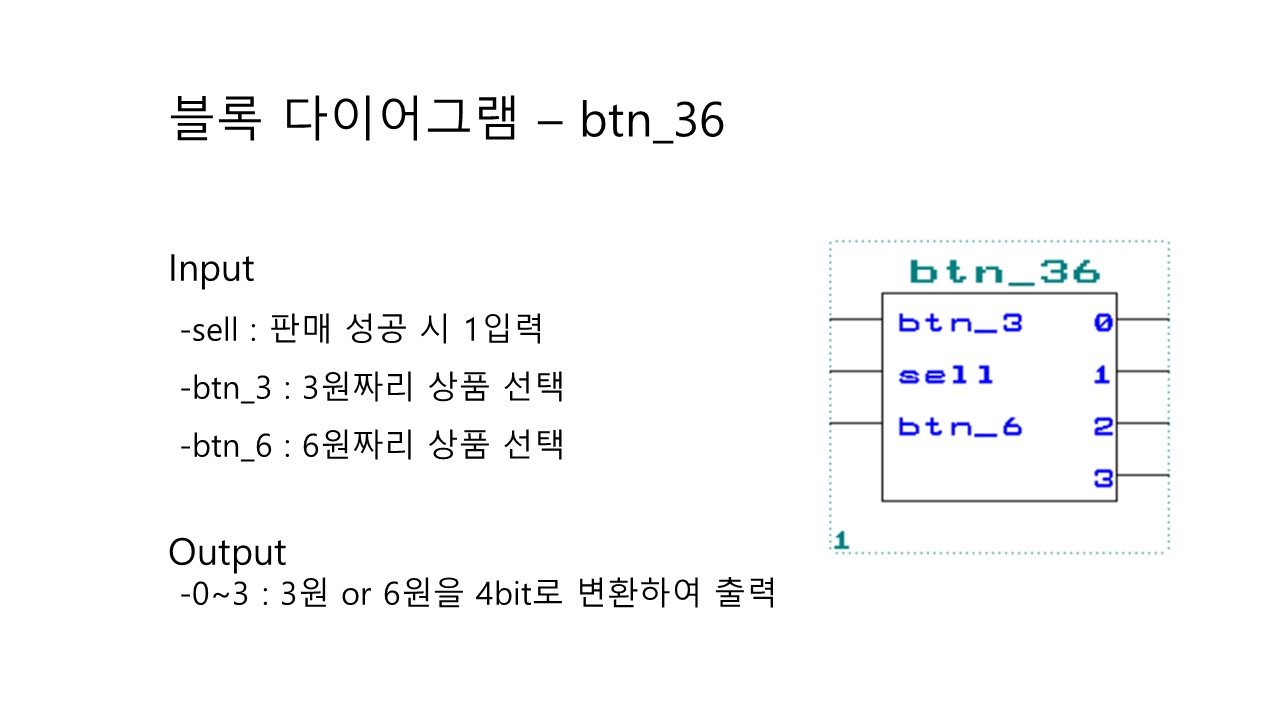 블록 다이어그램 – btn_36
Input
-sell : 판매 성공 시 1입력
-btn_3 : 3원짜리 상품 선택
-btn_6 : 6원짜리 상품 선택
Output
-0~3 : 3원 or 6원을 4bit로 변환하여 출력
btn_36
btn_3 0
sell 1
btn_6 2
3
1